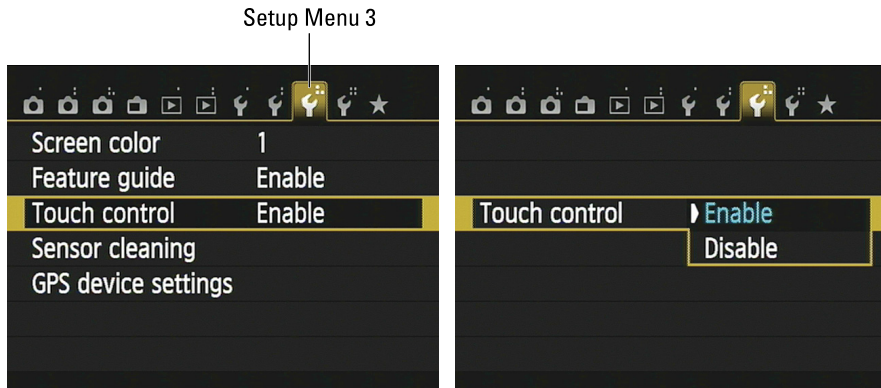 Setup Menu 3
Screen color 1
Feature guide Enable
Touch control Enable
Sensor cleaning
GPS device settings
Touch control Enable
Disable